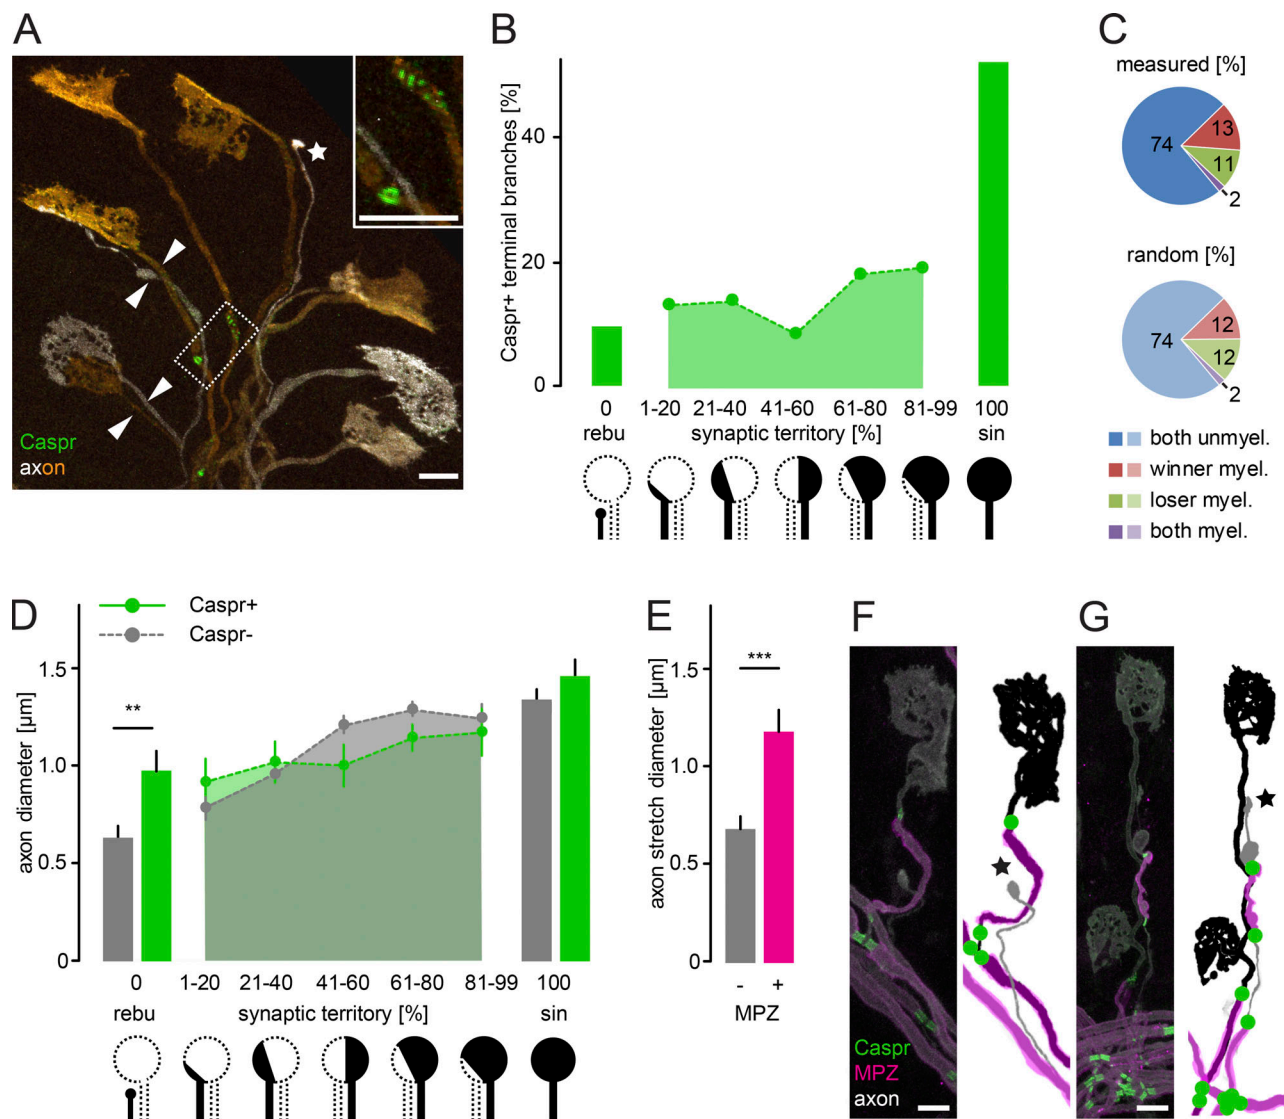 A
Caspr
axon
B
Caspr+ terminal branches [%]
40
20
0
0 1-20 21-40 41-60 61-80 81-99 100
rebu synaptic territory [%] sin
C
measured [%]
74 13 11 2
random [%]
74 12 12 2
both unmyel.
winner myel.
loser myel.
both myel.
D
Caspr+
Caspr-
axon diameter [µm]
1.5
1.0
0.5
0
**
0 1-20 21-40 41-60 61-80 81-99 100
rebu synaptic territory [%] sin
E
axon stretch diameter [µm]
1.5
1.0
0.5
0
***
- +
MPZ
F
Caspr
MPZ
axon
G